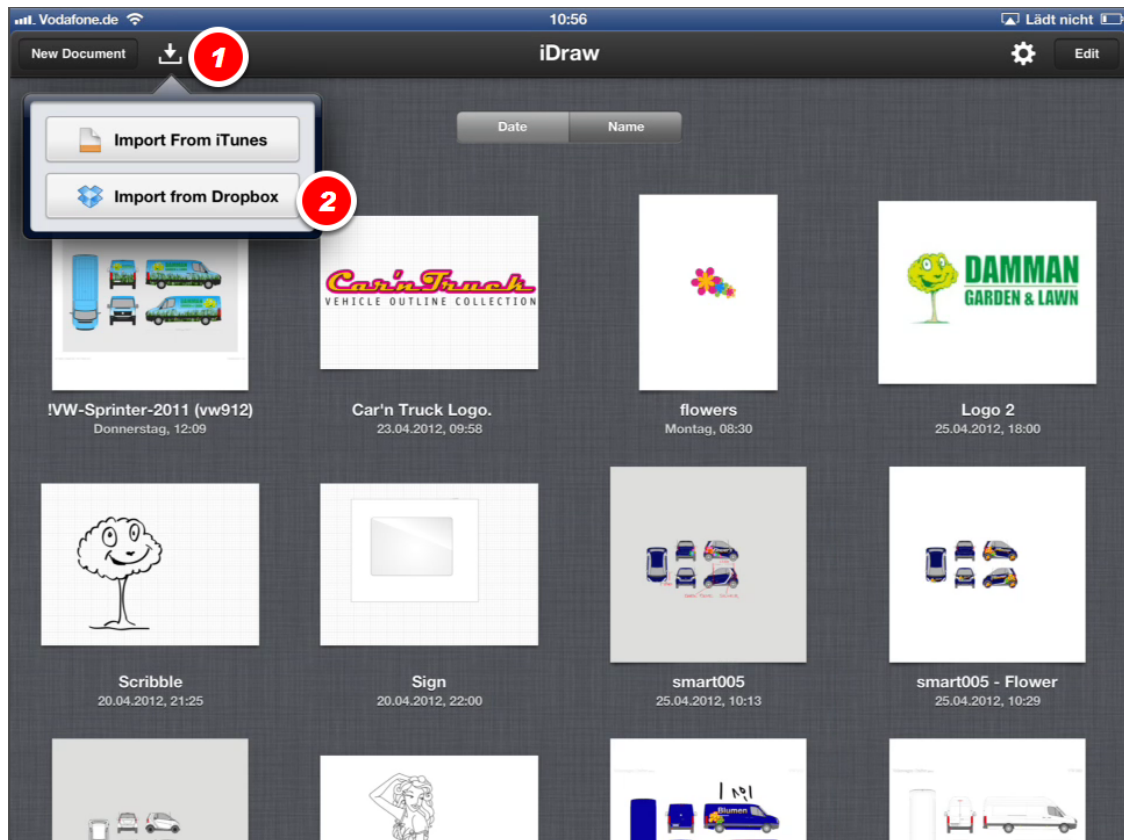 Vodafone.de
10:56
Lädt nicht
New Document
1
iDraw
Edit
Import From iTunes
Import from Dropbox
2
Date
Name
Car'n Truck
VEHICLE OUTLINE COLLECTION
DAMMAN
GARDEN & LAWN
!VW-Sprinter-2011 (vw912)
Donnerstag, 12:09
Car'n Truck Logo.
23.04.2012, 09:58
flowers
Montag, 08:30
Logo 2
25.04.2012, 18:00
Scribble
20.04.2012, 21:25
Sign
20.04.2012, 22:00
smart005
25.04.2012, 10:13
smart005 - Flower
25.04.2012, 10:29
Blumen